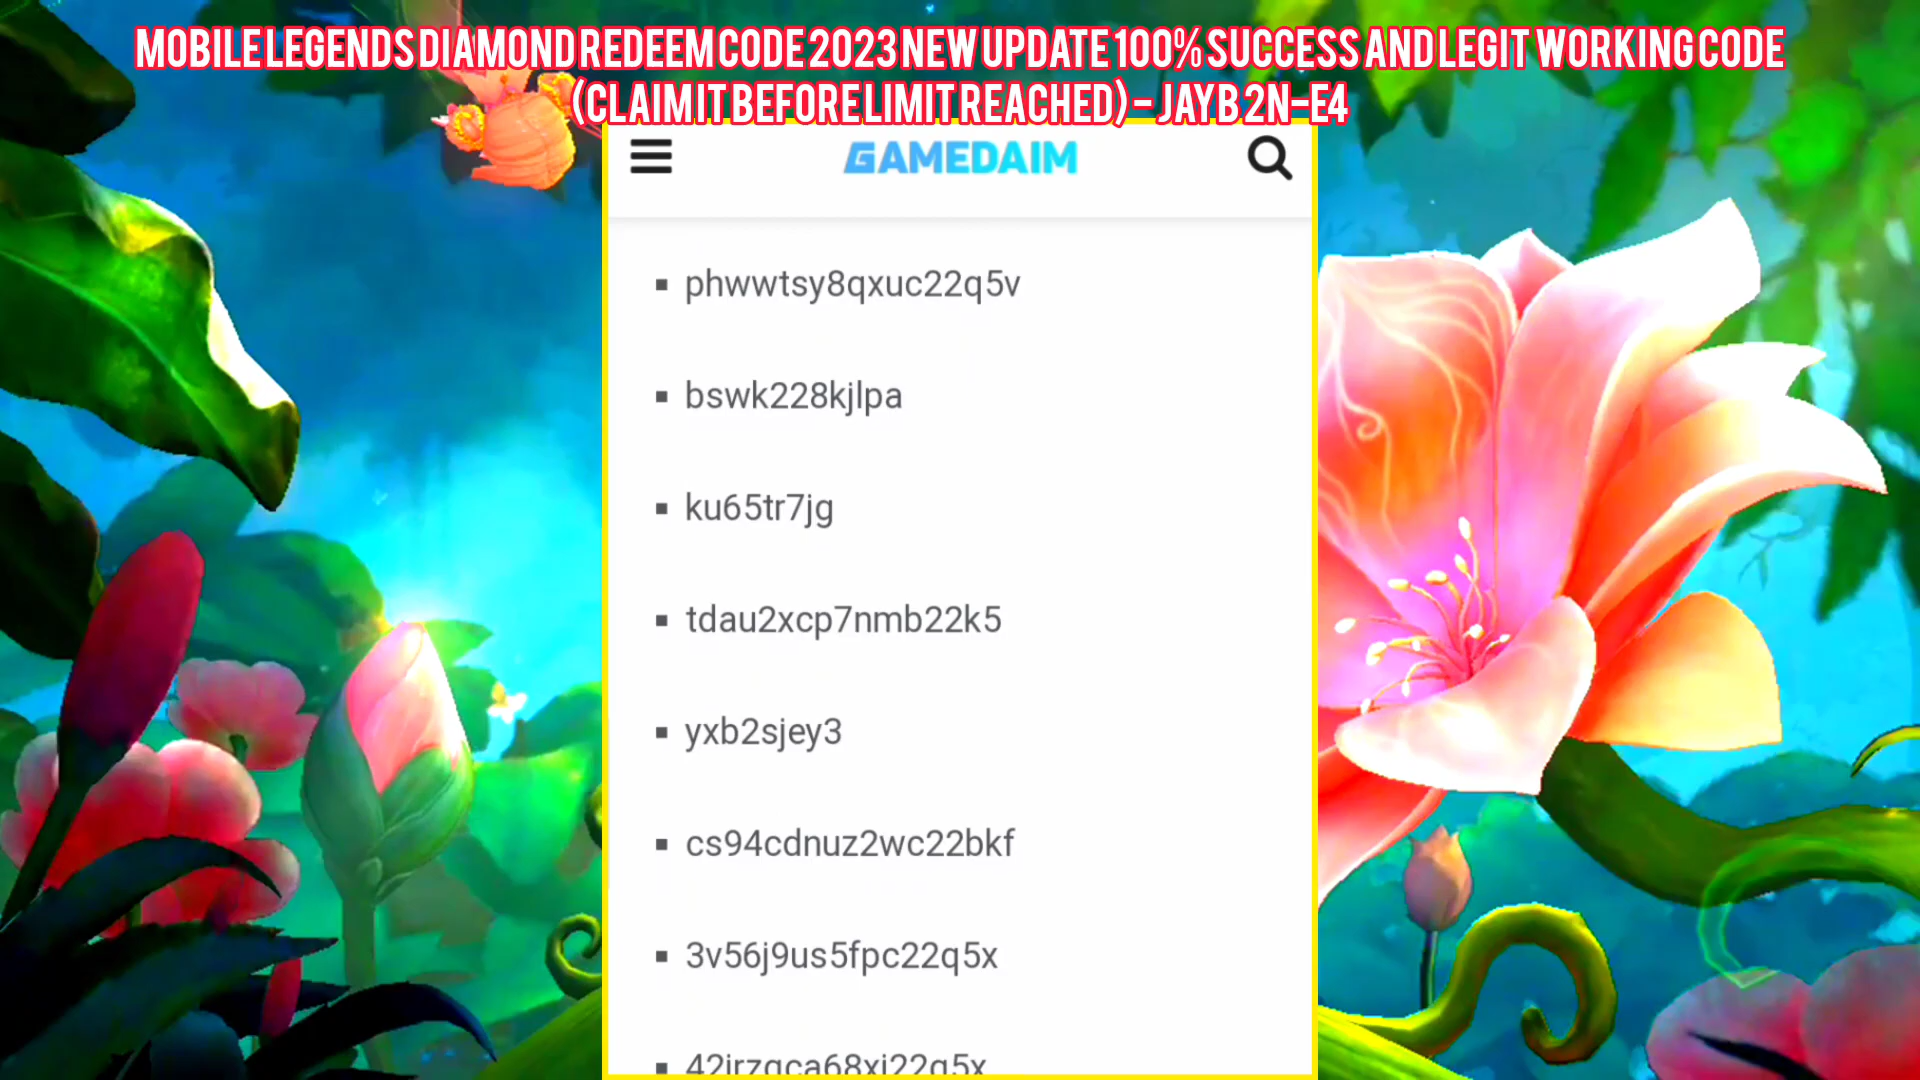 MOBILE LEGENDS DIAMOND REDEEM CODE 2023 NEW UPDATE 100% SUCCESS AND LEGIT WORKING CODE
(CLAIM IT BEFORE LIMIT REACHED) - JAYB 2N-E4
GAMEDAIM
▪ phwwtsy8qxuc22q5v
▪ bswk228kjlpa
▪ ku65tr7jg
▪ tdau2xcp7nmb22k5
▪ yxb2sjey3
▪ cs94cdnuz2wc22bkf
▪ 3v56j9us5fpc22q5x